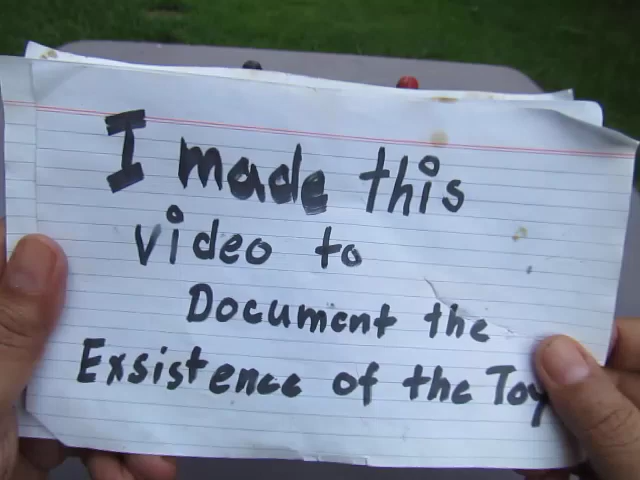 I made this
video to
Document the
Exsistence of the Toy